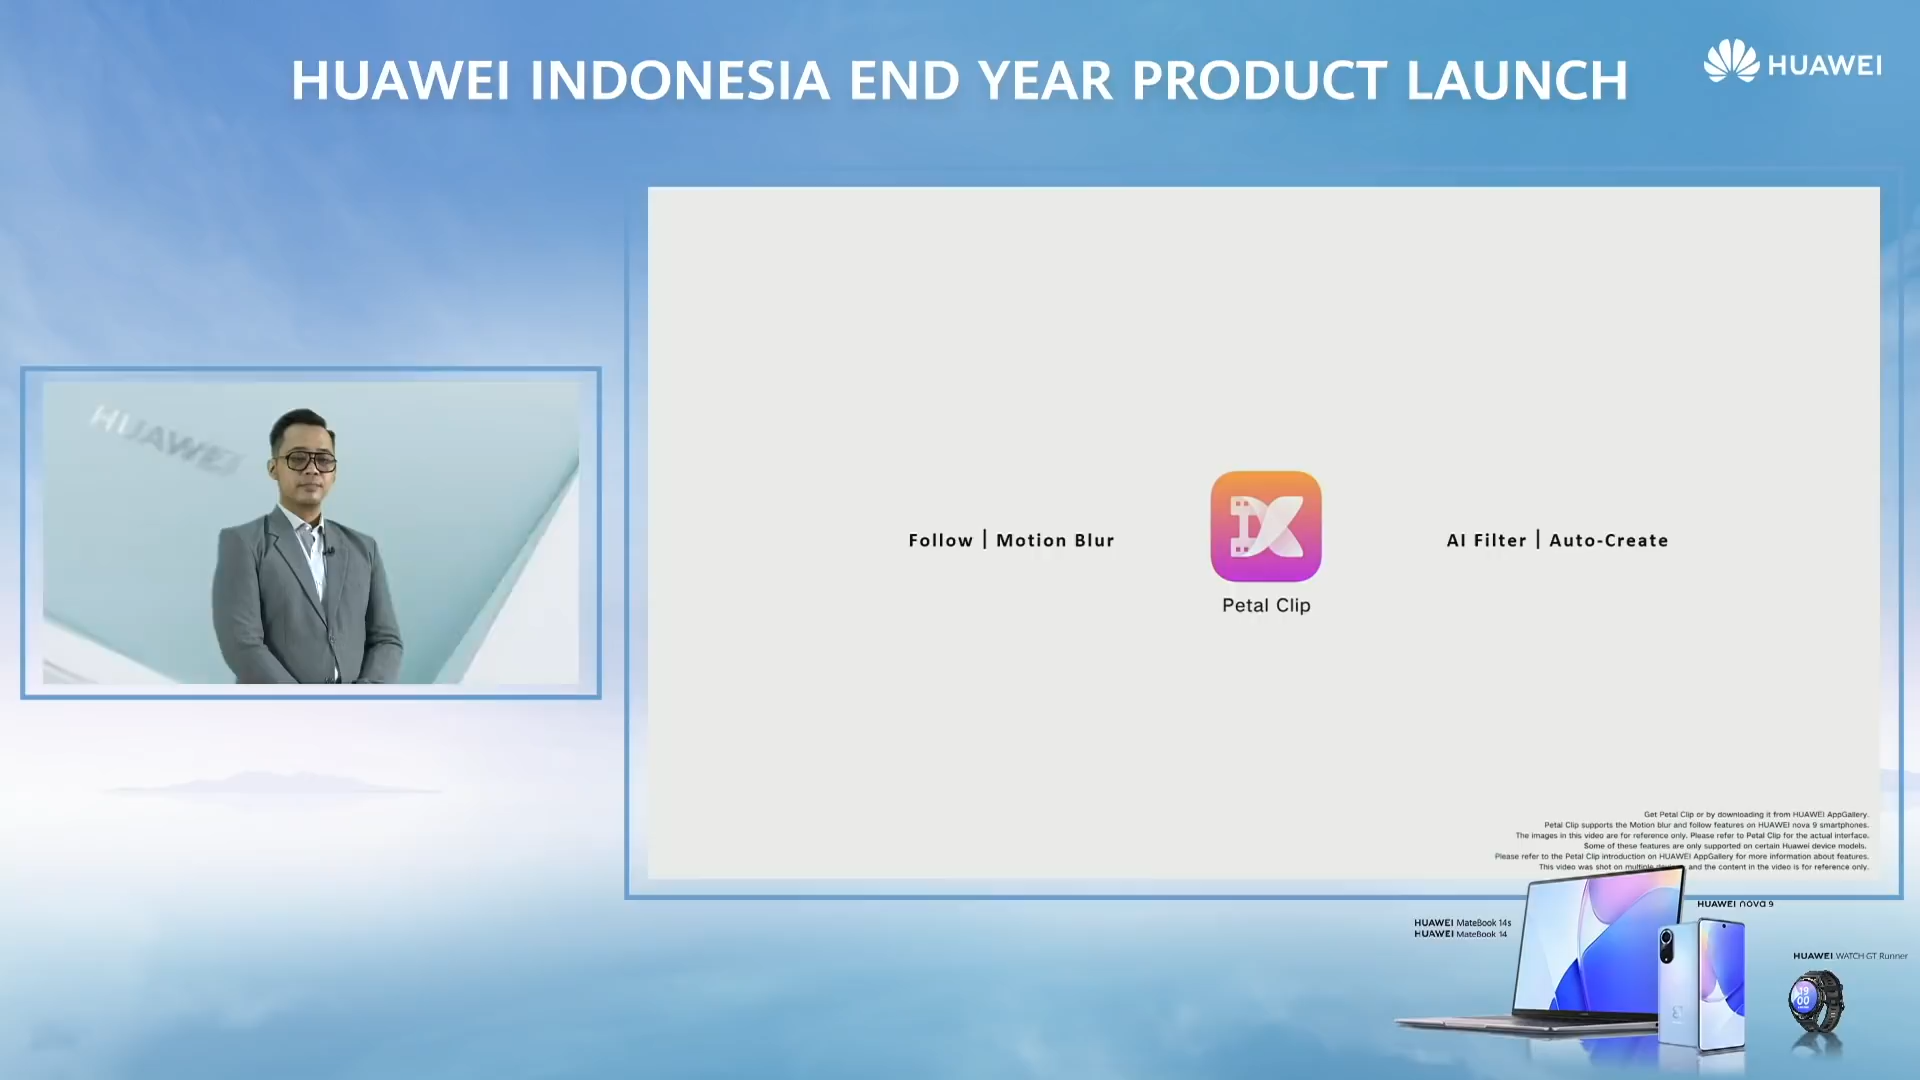 HUAWEI INDONESIA END YEAR PRODUCT LAUNCH
HUAWEI
HUAWEI
Follow | Motion Blur
AI Filter | Auto-Create
Petal Clip
Get Petal Clip or by downloading it from HUAWEI AppGallery.
Petal Clip supports the Motion blur and follow features on HUAWEI nova 9 smartphones.
The images in this video are for reference only. Please refer to Petal Clip for the actual interface.
Some of these features are only supported on certain Huawei device models.
Please refer to the Petal Clip introduction on HUAWEI AppGallery for more information about features.
This video was shot on multiple devices and the content in the video is for reference only.
HUAWEI nova 9
HUAWEI MateBook 14s
HUAWEI MateBook 14
HUAWEI WATCH GT Runner
19
00